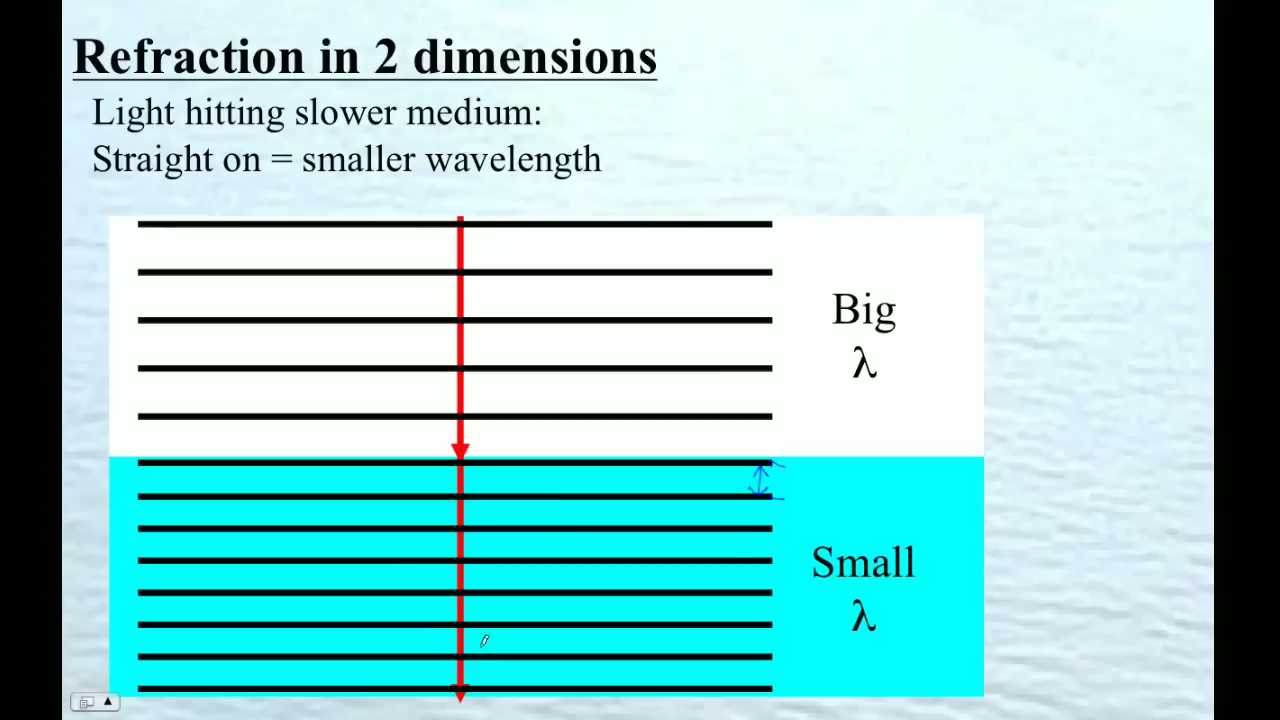 Refraction in 2 dimensions
Light hitting slower medium:
Straight on = smaller wavelength
Big
λ
Small
λ